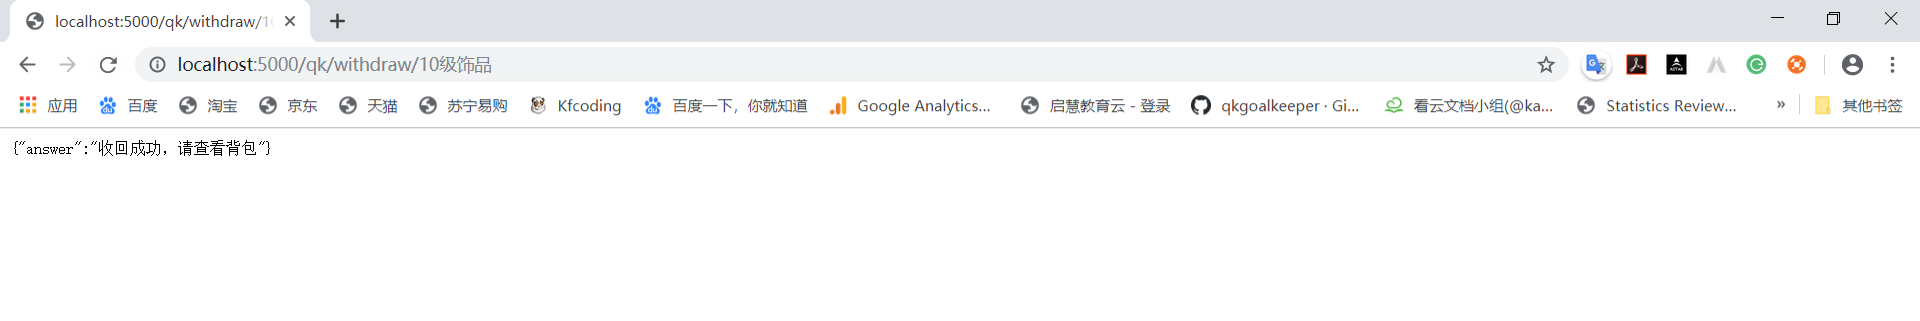 localhost:5000/qk/withdraw/10
localhost:5000/qk/withdraw/10级饰品
应用 百度 淘宝 京东 天猫 苏宁易购 Kfcoding 百度一下，你就知道 Google Analytics... 启慧教育云 - 登录 qkgoalkeeper · Gi... 看云文档小组(@ka... Statistics Review... » 其他书签
{"answer":"收回成功，请查看背包"}